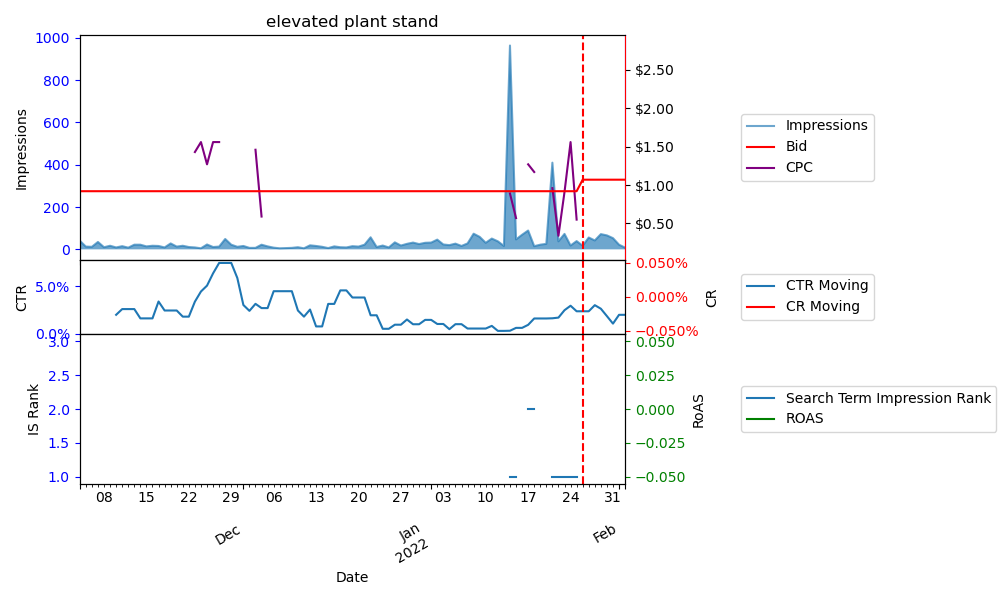 elevated plant stand
1000
800
600
400
200
0
Impressions
$2.50
$2.00
$1.50
$1.00
$0.50
Impressions
Bid
CPC
5.0%
0.0%
CTR
0.050%
0.000%
−0.050%
CR
CTR Moving
CR Moving
3.0
2.5
2.0
1.5
1.0
IS Rank
0.050
0.025
0.000
−0.025
−0.050
RoAS
Search Term Impression Rank
ROAS
08 15 22 29 06 13 20 27 03 10 17 24 31
Dec Jan Feb
2022
Date